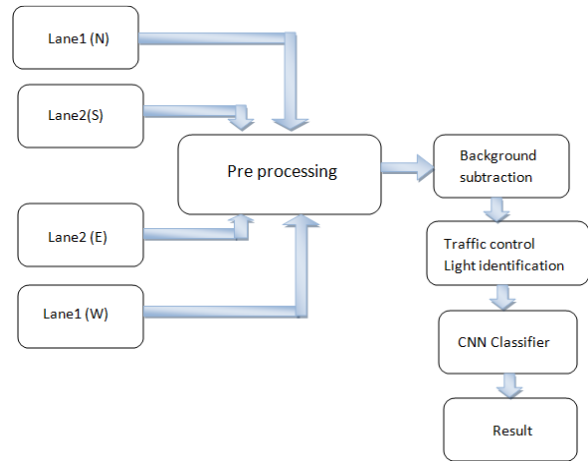 Lane1 (N)
Lane2(S)
Pre processing
Lane2 (E)
Lane1 (W)
Background
subtraction
Traffic control
Light identification
CNN Classifier
Result